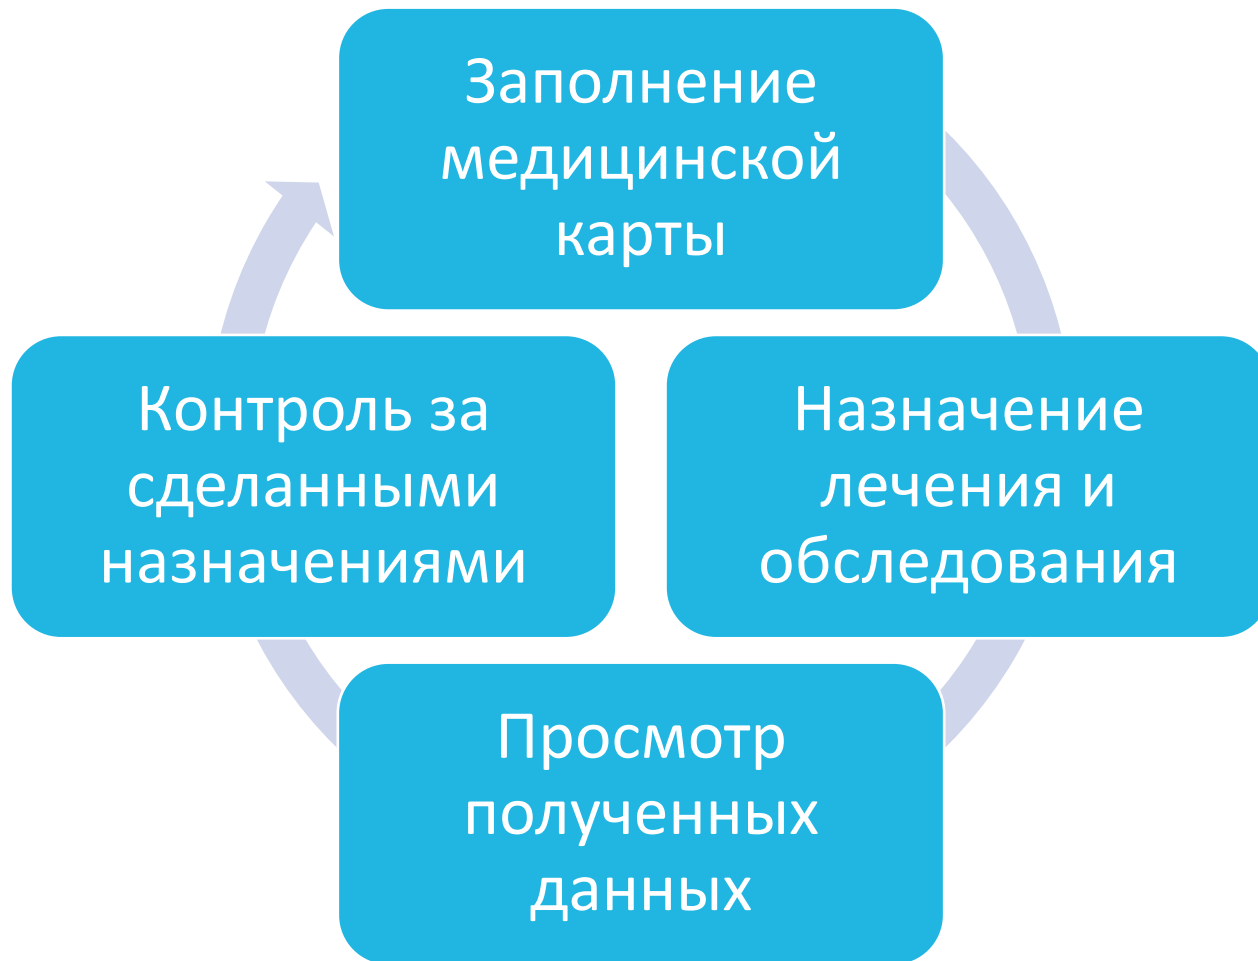 Заполнение
медицинской
карты
Контроль за
сделанными
назначениями
Назначение
лечения и
обследования
Просмотр
полученных
данных